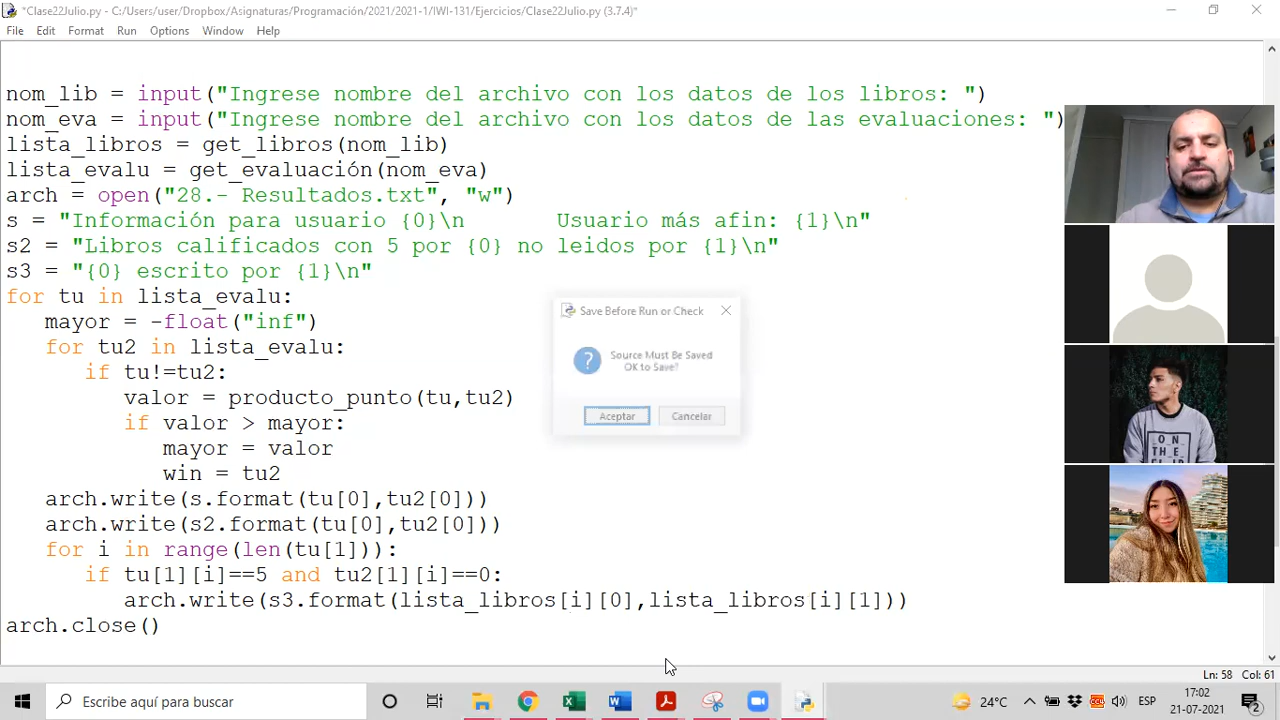 *Clase22Julio.py - C:/Users/user/Dropbox/Asignaturas/Programación/2021/2021-1/IWI-131/Ejercicios/Clase22Julio.py (3.7.4)*
File Edit Format Run Options Window Help
nom_lib = input("Ingrese nombre del archivo con los datos de los libros: ")
nom_eva = input("Ingrese nombre del archivo con los datos de las evaluaciones: ")
lista_libros = get_libros(nom_lib)
lista_evalu = get_evaluación(nom_eva)
arch = open("28.- Resultados.txt", "w")
s = "Información para usuario {0}\n       Usuario más afin: {1}\n"
s2 = "Libros calificados con 5 por {0} no leidos por {1}\n"
s3 = "{0} escrito por {1}\n"
for tu in lista_evalu:
mayor = -float("inf")
for tu2 in lista_evalu:
if tu!=tu2:
valor = producto_punto(tu,tu2)
if valor > mayor:
mayor = valor
win = tu2
arch.write(s.format(tu[0],tu2[0]))
arch.write(s2.format(tu[0],tu2[0]))
for i in range(len(tu[1])):
if tu[1][i]==5 and tu2[1][i]==0:
arch.write(s3.format(lista_libros[i][0],lista_libros[i][1]))
arch.close()
Save Before Run or Check
Source Must Be Saved
OK to Save?
Aceptar Cancelar
ON
THE
Ln: 58 Col: 61
Escribe aquí para buscar
24°C ESP
17:02
21-07-2021
2